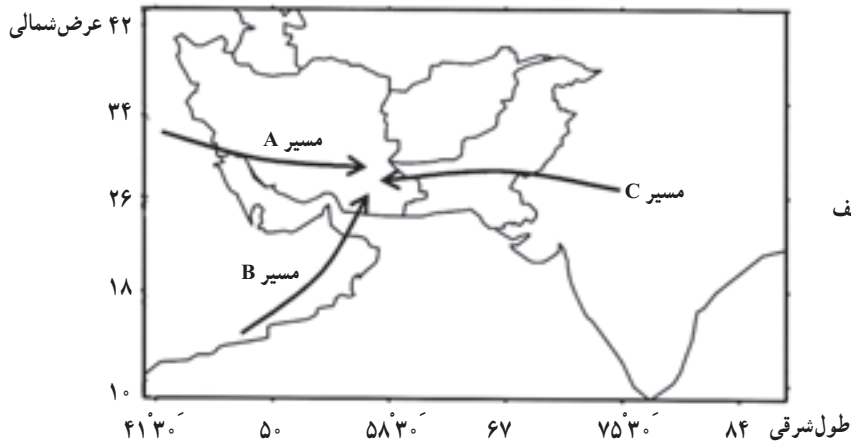 ۴۲ عرض‌شمالی
۳۴
مسیر A
۲۶
مسیر C
ف
مسیر B
۱۸
۱۰
۴۱°۳۰´ ۵۰ ۵۸°۳۰´ ۶۷ ۷۵°۳۰´ ۸۴ طول‌شرقی